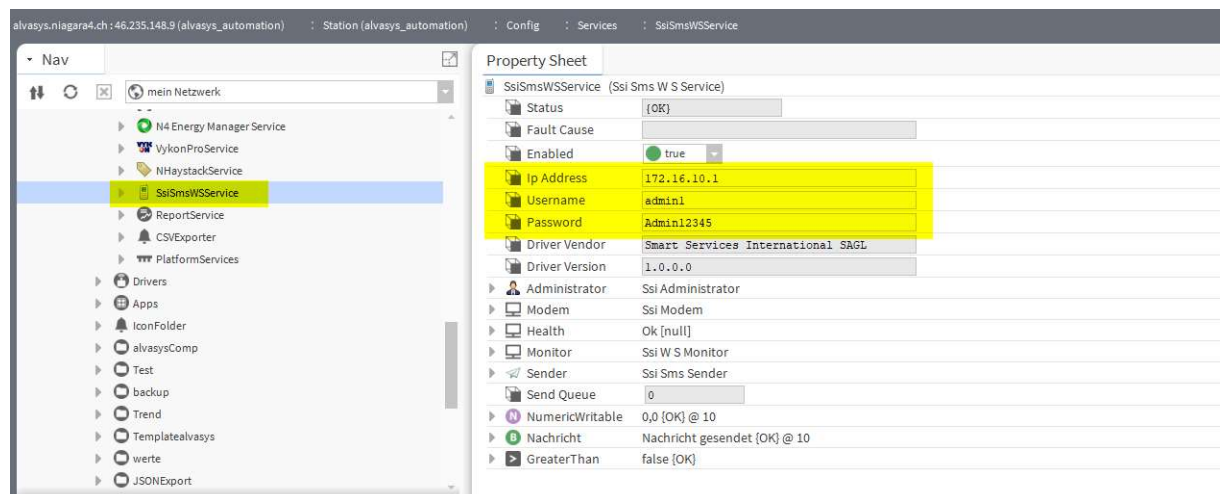 alvasys.niagara4.ch : 46.235.148.9 (alvasys_automation) : Station (alvasys_automation) : Config : Services : SsiSmsWSService
Nav
mein Netzwerk
N4 Energy Manager Service
VykonProService
NHaystackService
SsiSmsWSService
ReportService
CSVExporter
PlatformServices
Drivers
Apps
IconFolder
alvasysComp
Test
backup
Trend
Templatealvasys
werte
JSONExport
Property Sheet
SsiSmsWSService (Ssi Sms W S Service)
Status {OK}
Fault Cause
Enabled true
Ip Address 172.16.10.1
Username admin1
Password Admin12345
Driver Vendor Smart Services International SAGL
Driver Version 1.0.0.0
Administrator Ssi Administrator
Modem Ssi Modem
Health Ok [null]
Monitor Ssi W S Monitor
Sender Ssi Sms Sender
Send Queue 0
N NumericWritable 0,0 {OK} @ 10
B Nachricht Nachricht gesendet {OK} @ 10
> GreaterThan false {OK}